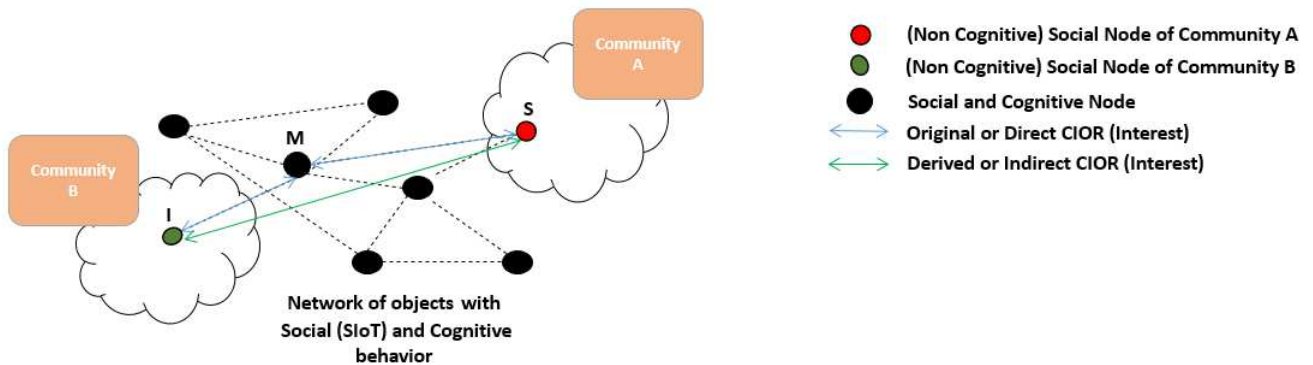 Community
A
S
M
Community
B
I
Network of objects with
Social (SIoT) and Cognitive
behavior
(Non Cognitive) Social Node of Community A
(Non Cognitive) Social Node of Community B
Social and Cognitive Node
Original or Direct CIOR (Interest)
Derived or Indirect CIOR (Interest)